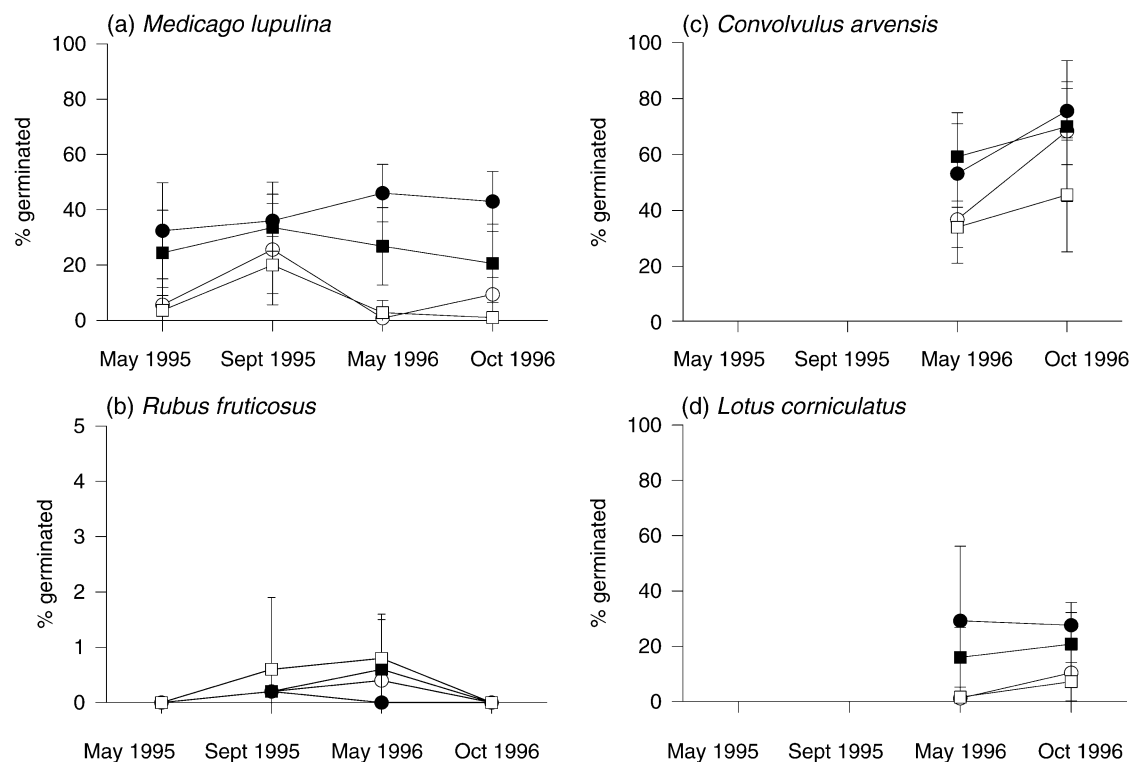 (a) Medicago lupulina
100
80
60
40
20
0
% germinated
May 1995 Sept 1995 May 1996 Oct 1996
(c) Convolvulus arvensis
100
80
60
40
20
0
% germinated
May 1995 Sept 1995 May 1996 Oct 1996
(b) Rubus fruticosus
5
4
3
2
1
0
% germinated
May 1995 Sept 1995 May 1996 Oct 1996
(d) Lotus corniculatus
100
80
60
40
20
0
% germinated
May 1995 Sept 1995 May 1996 Oct 1996